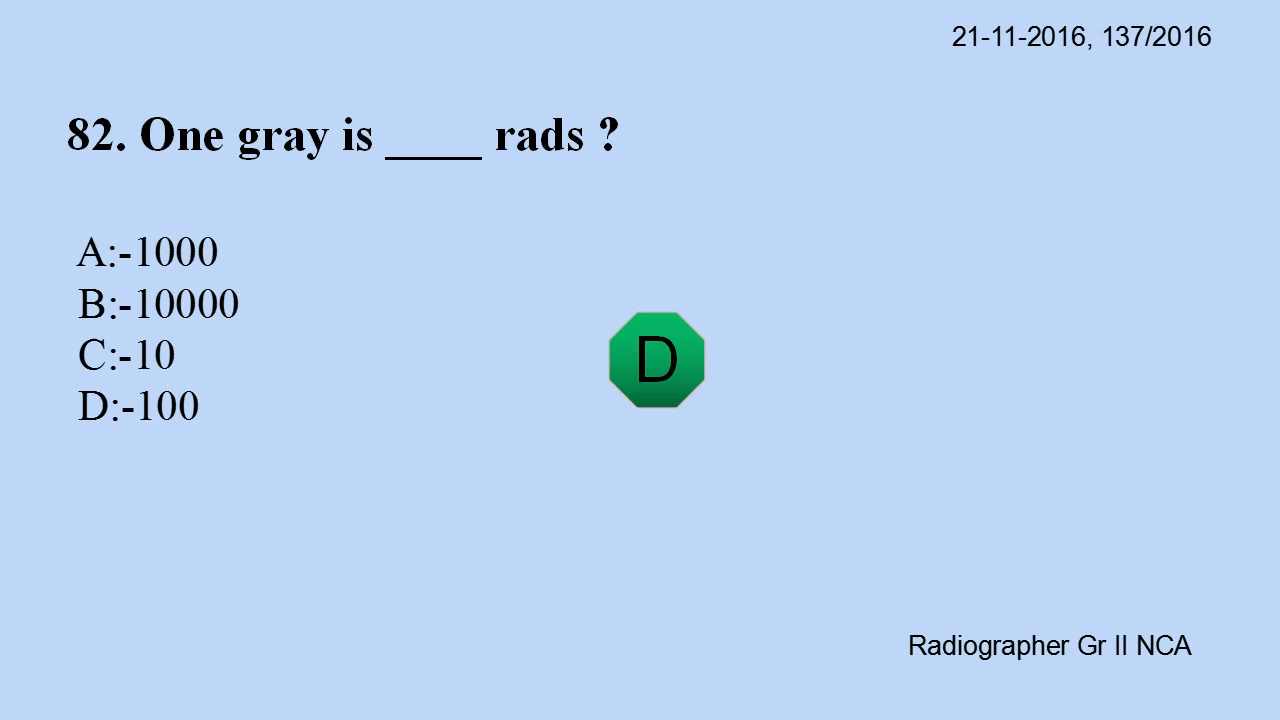 21-11-2016, 137/2016
82. One gray is ____ rads ?
A:-1000
B:-10000
C:-10
D:-100
D
Radiographer Gr II NCA